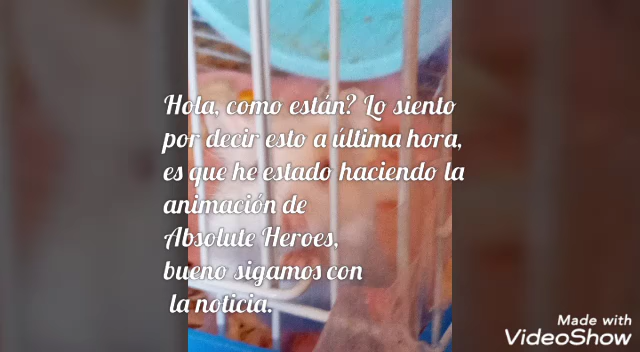 Hola, como están? Lo siento
por decir esto a última hora,
es que he estado haciendo la
animación de
Absolute Heroes,
bueno sigamos con
la noticia.
Made with
VideoShow